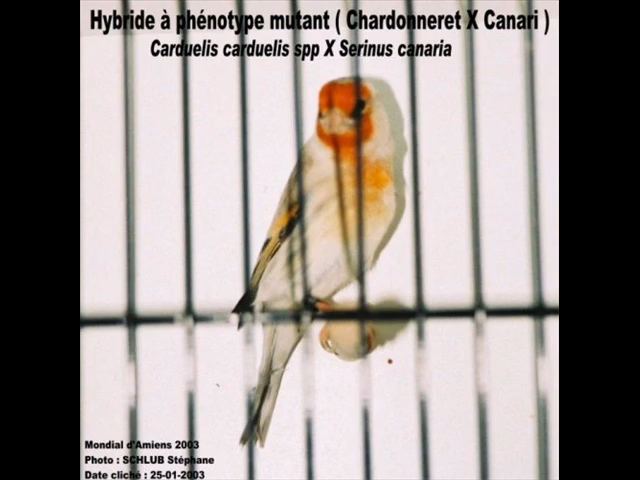 Hybride à phénotype mutant ( Chardonneret X Canari )
Carduelis carduelis spp X Serinus canaria
Mondial d'Amiens 2003
Photo : SCHLUB Stéphane
Date cliché : 25-01-2003